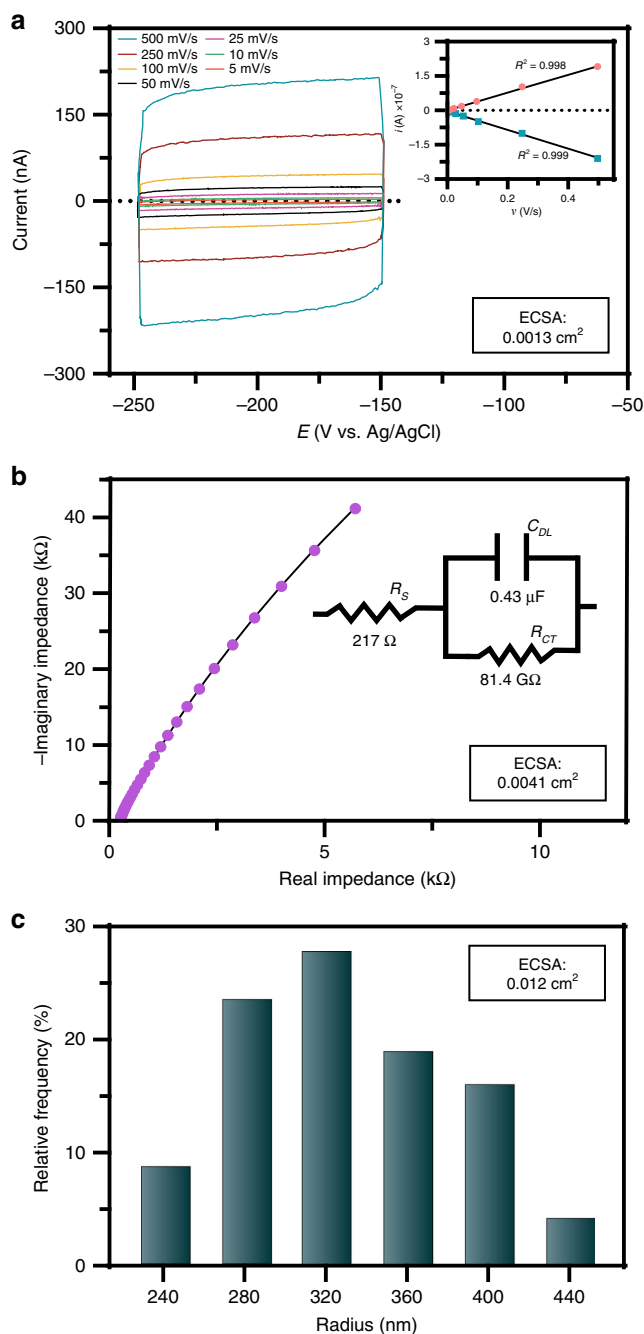 a
300
150
0
−150
−300
Current (nA)
500 mV/s
250 mV/s
100 mV/s
50 mV/s
25 mV/s
10 mV/s
5 mV/s
3
1.5
0
−1.5
−3
i (A) ×10⁻⁷
R² = 0.998
R² = 0.999
0.0
0.2
0.4
v (V/s)
ECSA:
0.0013 cm²
−250
−200
−150
−100
−50
E (V vs. Ag/AgCl)
b
40
30
20
10
0
−Imaginary impedance (kΩ)
C_DL
0.43 μF
R_S
217 Ω
R_CT
81.4 GΩ
ECSA:
0.0041 cm²
0
5
10
Real impedance (kΩ)
c
30
20
10
0
Relative frequency (%)
ECSA:
0.012 cm²
240
280
320
360
400
440
Radius (nm)